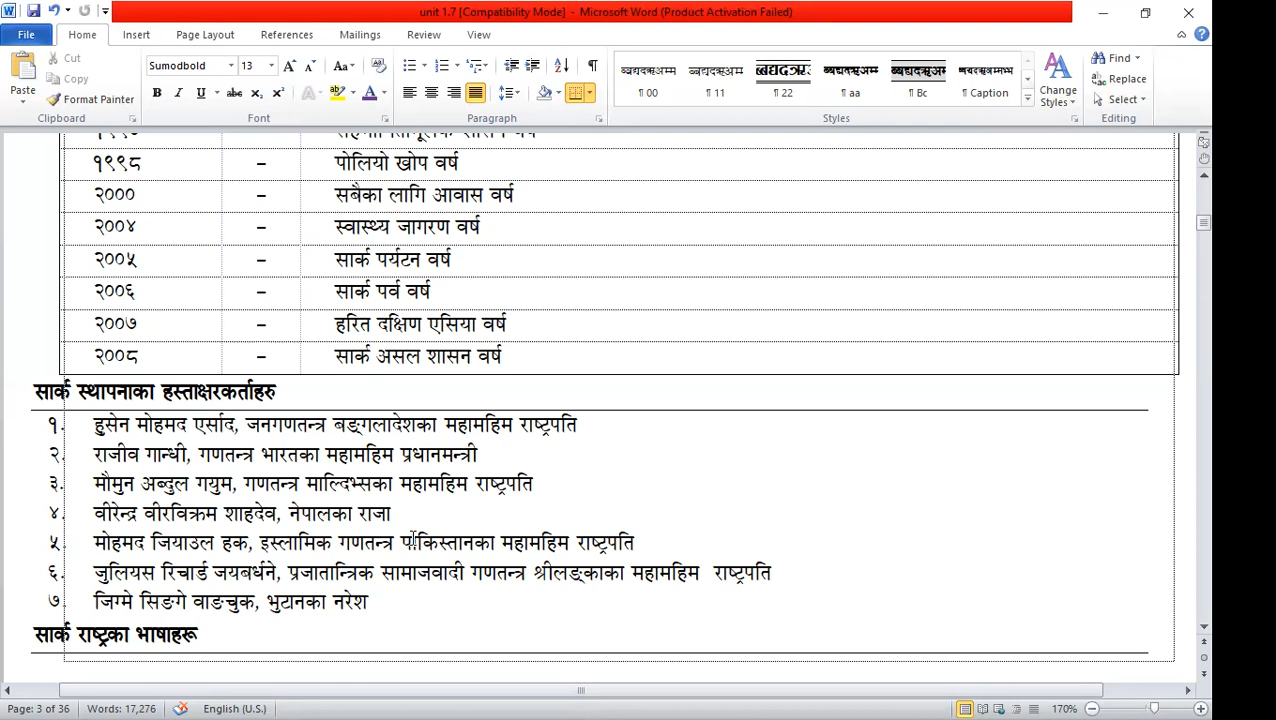 unit 1.7 [Compatibility Mode] - Microsoft Word (Product Activation Failed)
File Home Insert Page Layout References Mailings Review View
Paste
Cut
Copy
Format Painter
Clipboard
Sumodbold 13
Font
Paragraph
¶ 00 ¶ 11 ¶ 22 ¶ aa ¶ Bc ¶ Caption
Styles
Change Styles
Find
Replace
Select
Editing
१९९८ – पोलियो खोप वर्ष
२००० – सबैका लागि आवास वर्ष
२००४ – स्वास्थ्य जागरण वर्ष
२००५ – सार्क पर्यटन वर्ष
२००६ – सार्क पर्व वर्ष
२००७ – हरित दक्षिण एसिया वर्ष
२००८ – सार्क असल शासन वर्ष
सार्क स्थापनाका हस्ताक्षरकर्ताहरु
१. हुसेन मोहमद एर्साद, जनगणतन्त्र बङ्गलादेशका महामहिम राष्ट्रपति
२. राजीव गान्धी, गणतन्त्र भारतका महामहिम प्रधानमन्त्री
३. मौमुन अब्दुल गयुम, गणतन्त्र माल्दिभ्सका महामहिम राष्ट्रपति
४. वीरेन्द्र वीरविक्रम शाहदेव, नेपालका राजा
५. मोहमद जियाउल हक, इस्लामिक गणतन्त्र पाकिस्तानका महामहिम राष्ट्रपति
६. जुलियस रिचार्ड जयबर्धने, प्रजातान्त्रिक सामाजवादी गणतन्त्र श्रीलङ्काका महामहिम राष्ट्रपति
७. जिग्मे सिङगे वाङचुक, भुटानका नरेश
सार्क राष्ट्रका भाषाहरू
Page: 3 of 36 Words: 17,276 English (U.S.) 170%